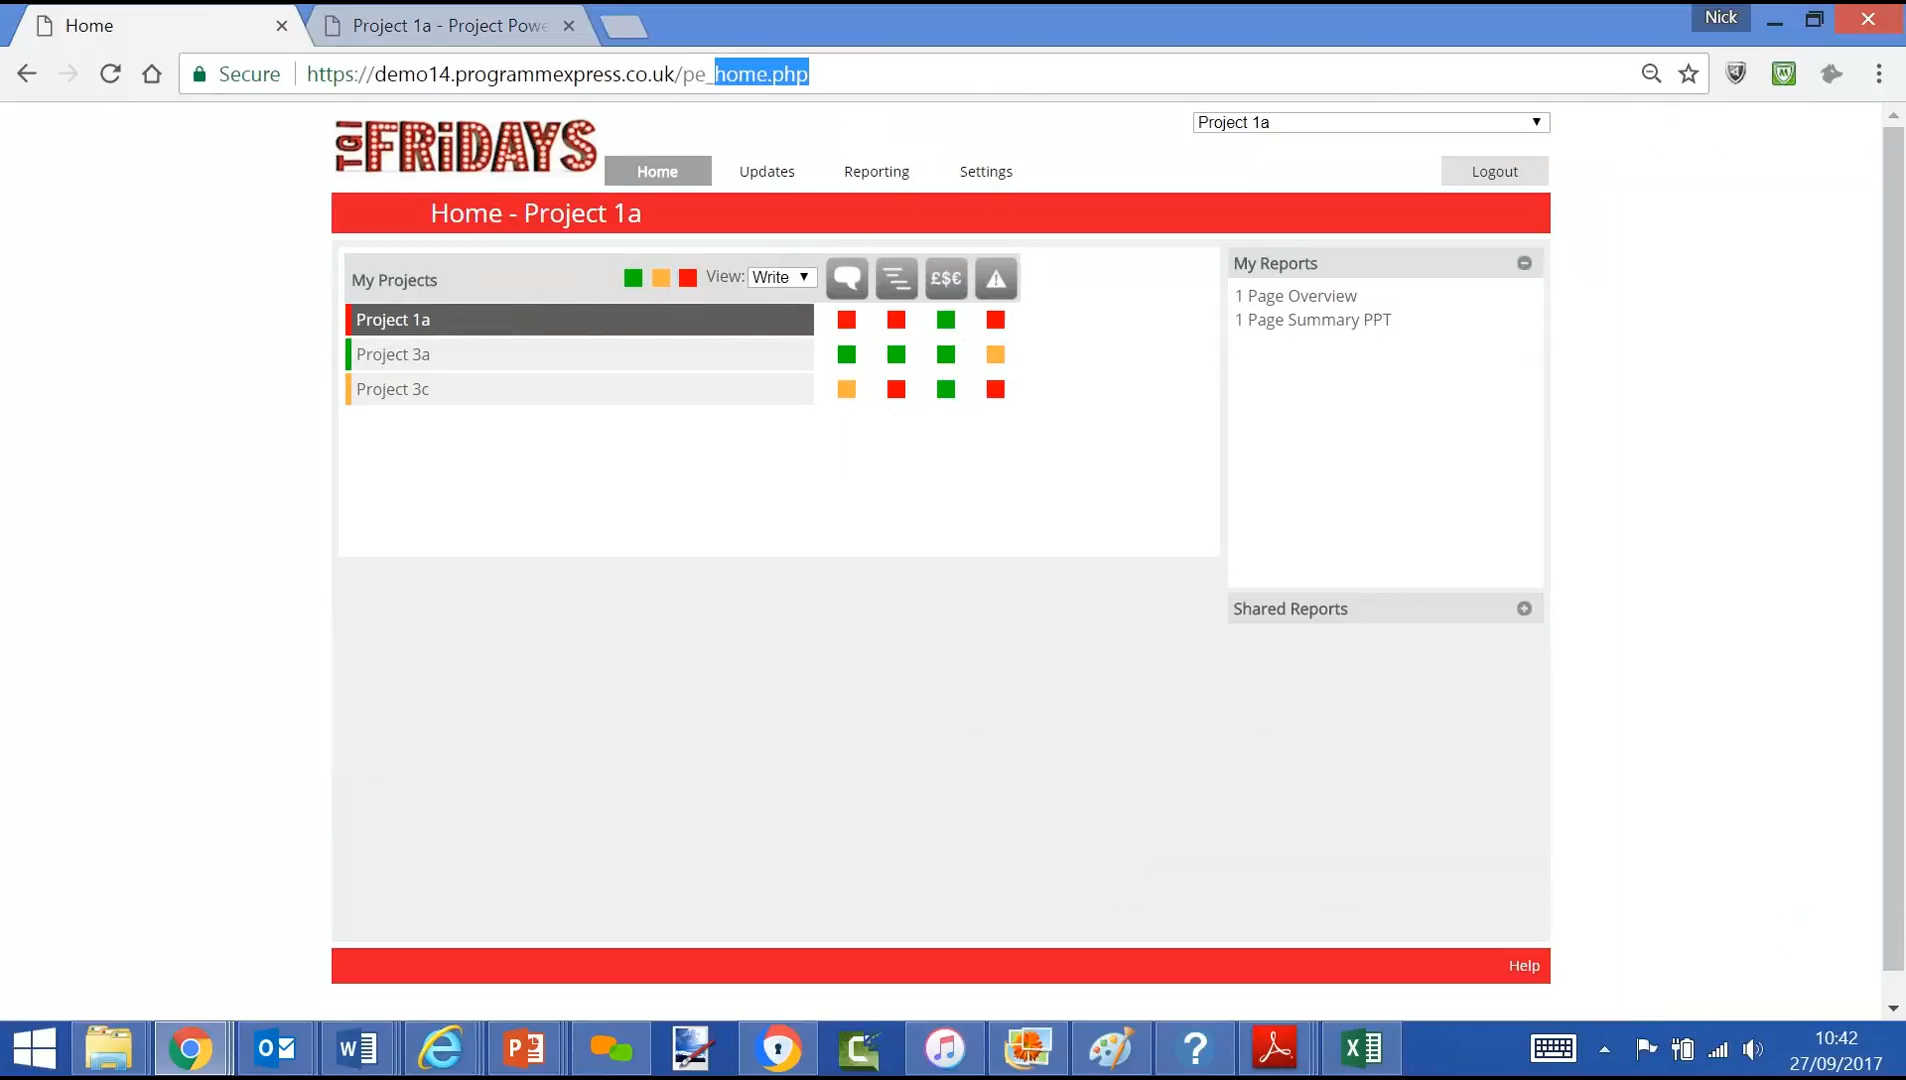 Home
Project 1a - Project Powe
Nick
Secure
https://demo14.programmexpress.co.uk/pe_home.php
TGI FRiDAYS
Project 1a
Home
Updates
Reporting
Settings
Logout
Home - Project 1a
My Projects
View: Write
£$€
Project 1a
Project 3a
Project 3c
My Reports
1 Page Overview
1 Page Summary PPT
Shared Reports
Help
10:42
27/09/2017